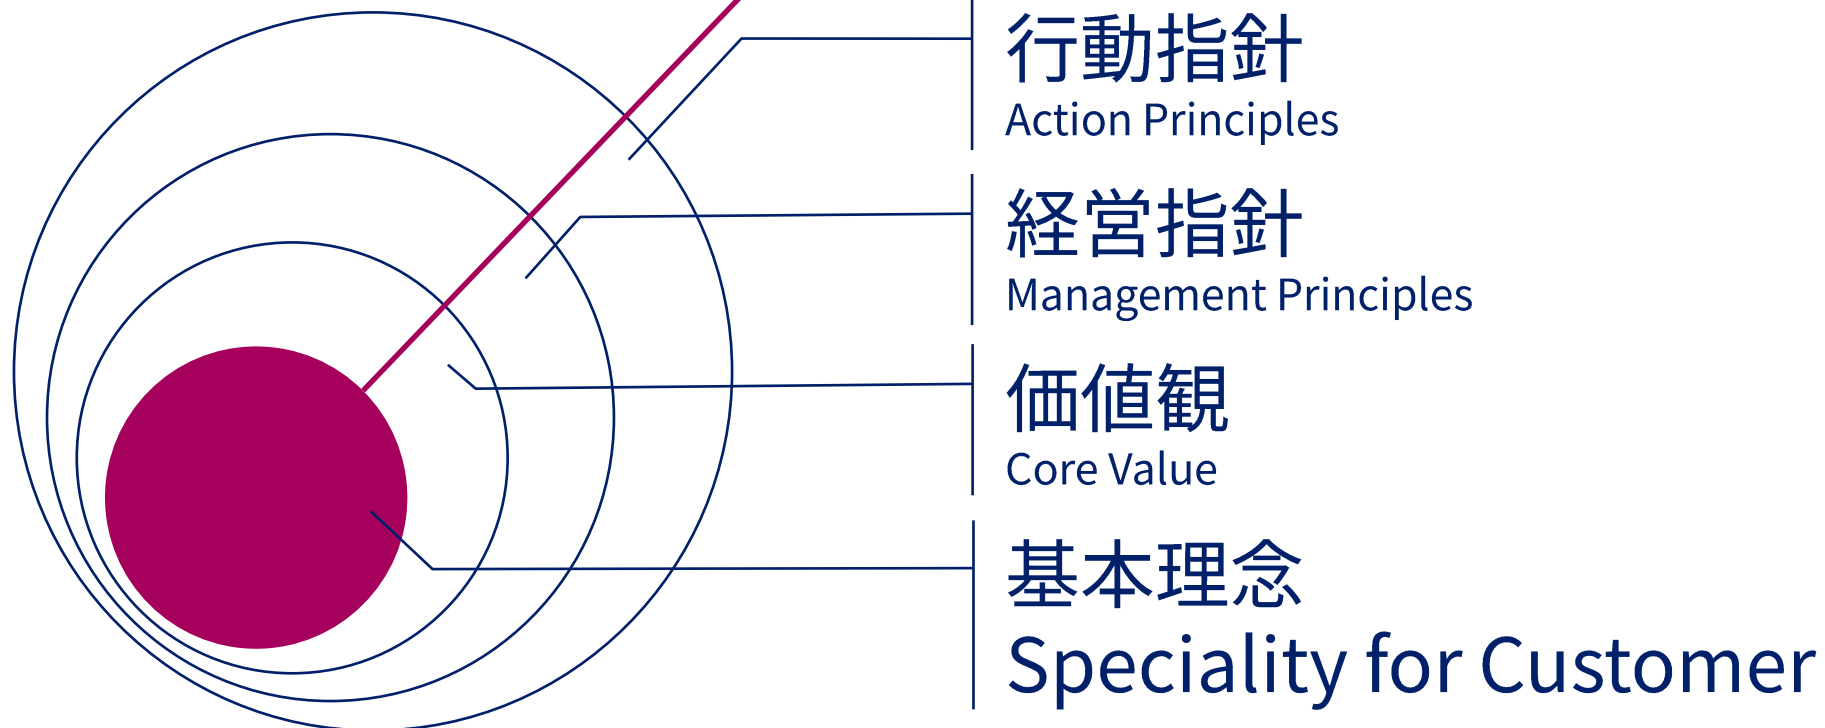 行動指針
Action Principles
経営指針
Management Principles
価値観
Core Value
基本理念
Speciality for Customer